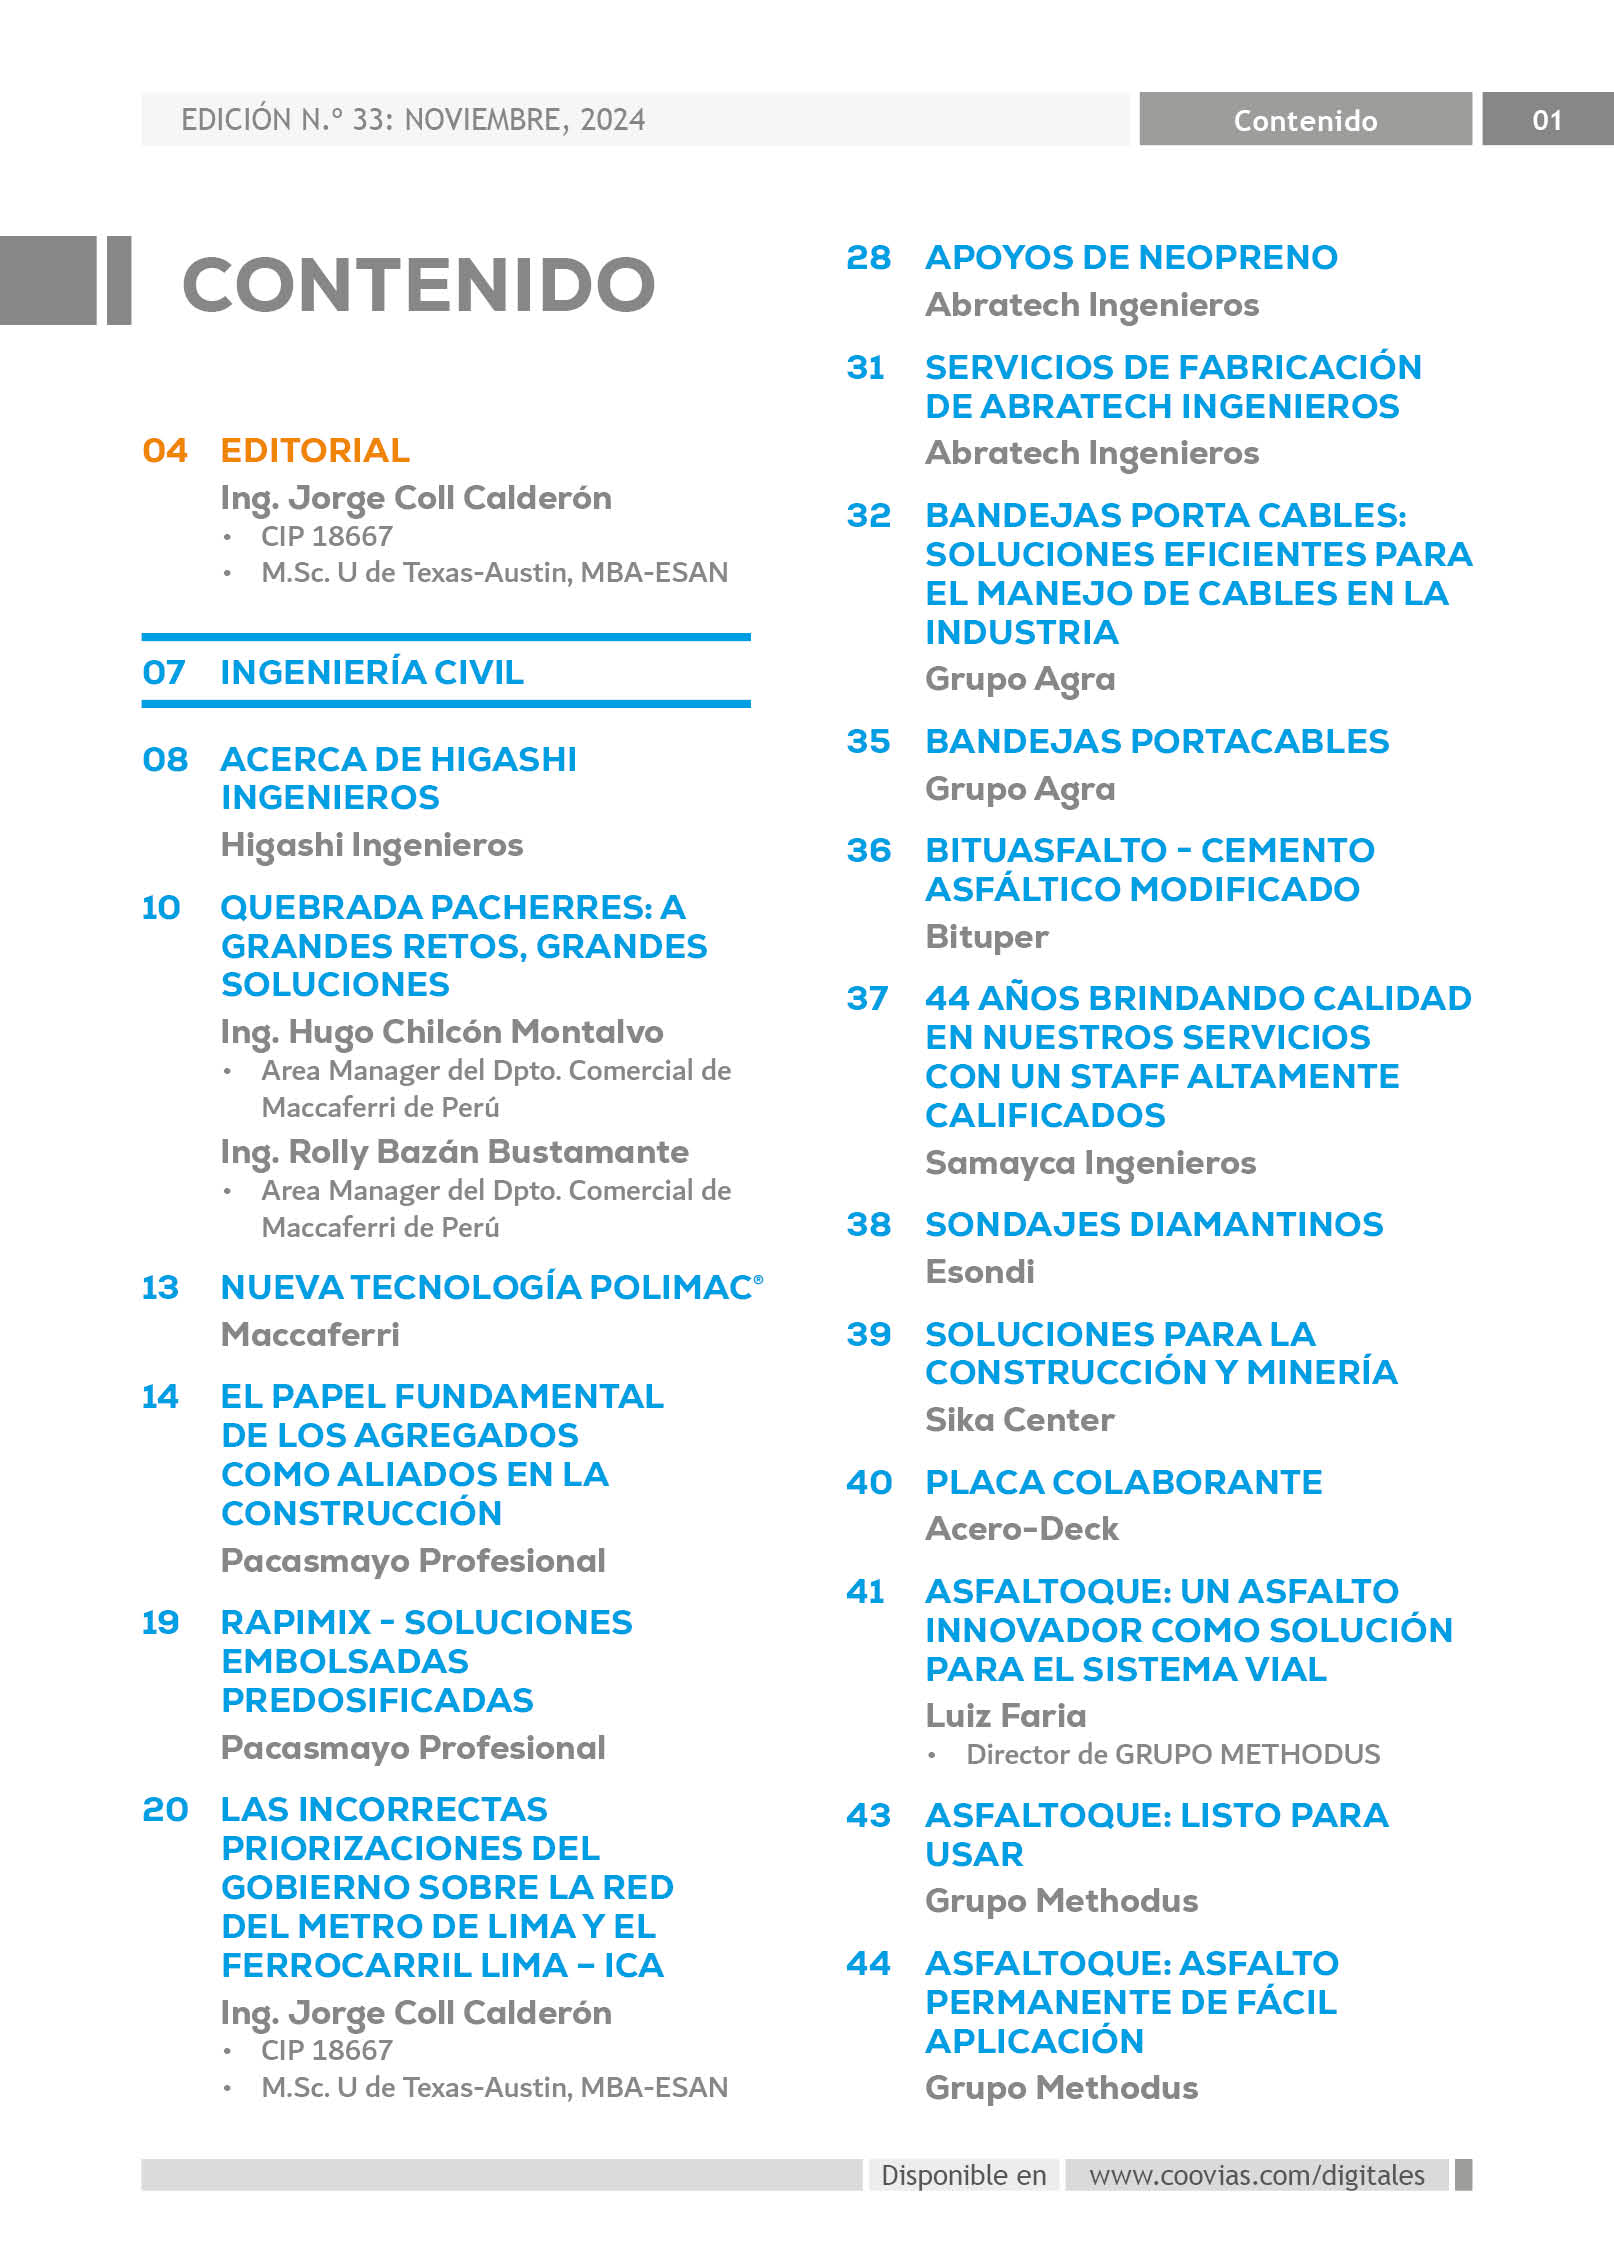 EDICIÓN N.º 33: NOVIEMBRE, 2024
Contenido
01
CONTENIDO
04 EDITORIAL
Ing. Jorge Coll Calderón
• CIP 18667
• M.Sc. U de Texas-Austin, MBA-ESAN
07 INGENIERÍA CIVIL
08 ACERCA DE HIGASHI
INGENIEROS
Higashi Ingenieros
10 QUEBRADA PACHERRES: A
GRANDES RETOS, GRANDES
SOLUCIONES
Ing. Hugo Chilcón Montalvo
• Area Manager del Dpto. Comercial de
Maccaferri de Perú
Ing. Rolly Bazán Bustamante
• Area Manager del Dpto. Comercial de
Maccaferri de Perú
13 NUEVA TECNOLOGÍA POLIMAC®
Maccaferri
14 EL PAPEL FUNDAMENTAL
DE LOS AGREGADOS
COMO ALIADOS EN LA
CONSTRUCCIÓN
Pacasmayo Profesional
19 RAPIMIX - SOLUCIONES
EMBOLSADAS
PREDOSIFICADAS
Pacasmayo Profesional
20 LAS INCORRECTAS
PRIORIZACIONES DEL
GOBIERNO SOBRE LA RED
DEL METRO DE LIMA Y EL
FERROCARRIL LIMA – ICA
Ing. Jorge Coll Calderón
• CIP 18667
• M.Sc. U de Texas-Austin, MBA-ESAN
28 APOYOS DE NEOPRENO
Abratech Ingenieros
31 SERVICIOS DE FABRICACIÓN
DE ABRATECH INGENIEROS
Abratech Ingenieros
32 BANDEJAS PORTA CABLES:
SOLUCIONES EFICIENTES PARA
EL MANEJO DE CABLES EN LA
INDUSTRIA
Grupo Agra
35 BANDEJAS PORTACABLES
Grupo Agra
36 BITUASFALTO - CEMENTO
ASFÁLTICO MODIFICADO
Bituper
37 44 AÑOS BRINDANDO CALIDAD
EN NUESTROS SERVICIOS
CON UN STAFF ALTAMENTE
CALIFICADOS
Samayca Ingenieros
38 SONDAJES DIAMANTINOS
Esondi
39 SOLUCIONES PARA LA
CONSTRUCCIÓN Y MINERÍA
Sika Center
40 PLACA COLABORANTE
Acero-Deck
41 ASFALTOQUE: UN ASFALTO
INNOVADOR COMO SOLUCIÓN
PARA EL SISTEMA VIAL
Luiz Faria
• Director de GRUPO METHODUS
43 ASFALTOQUE: LISTO PARA
USAR
Grupo Methodus
44 ASFALTOQUE: ASFALTO
PERMANENTE DE FÁCIL
APLICACIÓN
Grupo Methodus
Disponible en www.coovias.com/digitales